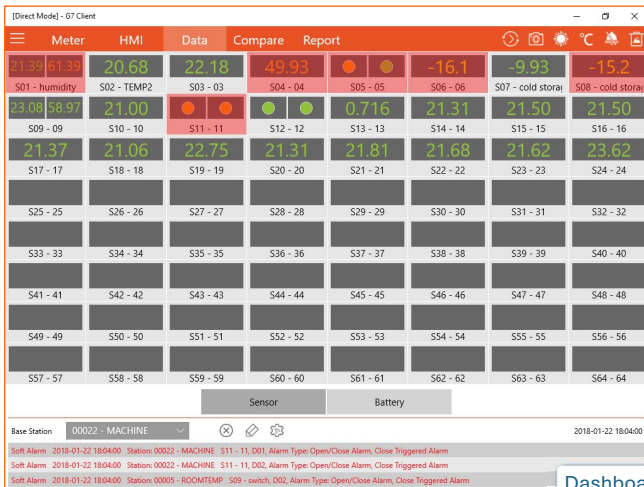 [Direct Mode] - G7 Client
Meter HMI Data Compare Report °C
21.39 61.39 20.68 22.18 49.93 -16.1 -9.93 -15.2
S01 - humidity S02 - TEMP2 S03 - 03 S04 - 04 S05 - 05 S06 - 06 S07 - cold storag S08 - cold storag
23.08 58.97 21.00 0.716 21.31 21.50 21.50
S09 - 09 S10 - 10 S11 - 11 S12 - 12 S13 - 13 S14 - 14 S15 - 15 S16 - 16
21.37 21.06 22.75 21.31 21.81 21.68 21.62 23.62
S17 - 17 S18 - 18 S19 - 19 S20 - 20 S21 - 21 S22 - 22 S23 - 23 S24 - 24
S25 - 25 S26 - 26 S27 - 27 S28 - 28 S29 - 29 S30 - 30 S31 - 31 S32 - 32
S33 - 33 S34 - 34 S35 - 35 S36 - 36 S37 - 37 S38 - 38 S39 - 39 S40 - 40
S41 - 41 S42 - 42 S43 - 43 S44 - 44 S45 - 45 S46 - 46 S47 - 47 S48 - 48
S49 - 49 S50 - 50 S51 - 51 S52 - 52 S53 - 53 S54 - 54 S55 - 55 S56 - 56
S57 - 57 S58 - 58 S59 - 59 S60 - 60 S61 - 61 S62 - 62 S63 - 63 S64 - 64
Sensor Battery
Base Station 00022 - MACHINE 2018-01-22 18:04:00
Soft Alarm 2018-01-22 18:04:00 Station: 00022 - MACHINE S11 - 11, D01, Alarm Type: Open/Close Alarm, Close Triggered Alarm
Soft Alarm 2018-01-22 18:04:00 Station: 00022 - MACHINE S11 - 11, D02, Alarm Type: Open/Close Alarm, Close Triggered Alarm
Soft Alarm 2018-01-22 18:04:00 Station: 00005 - ROOMTEMP S09 - switch, D02, Alarm Type: Open/Close Alarm, Close Triggered Alarm
Dashboa